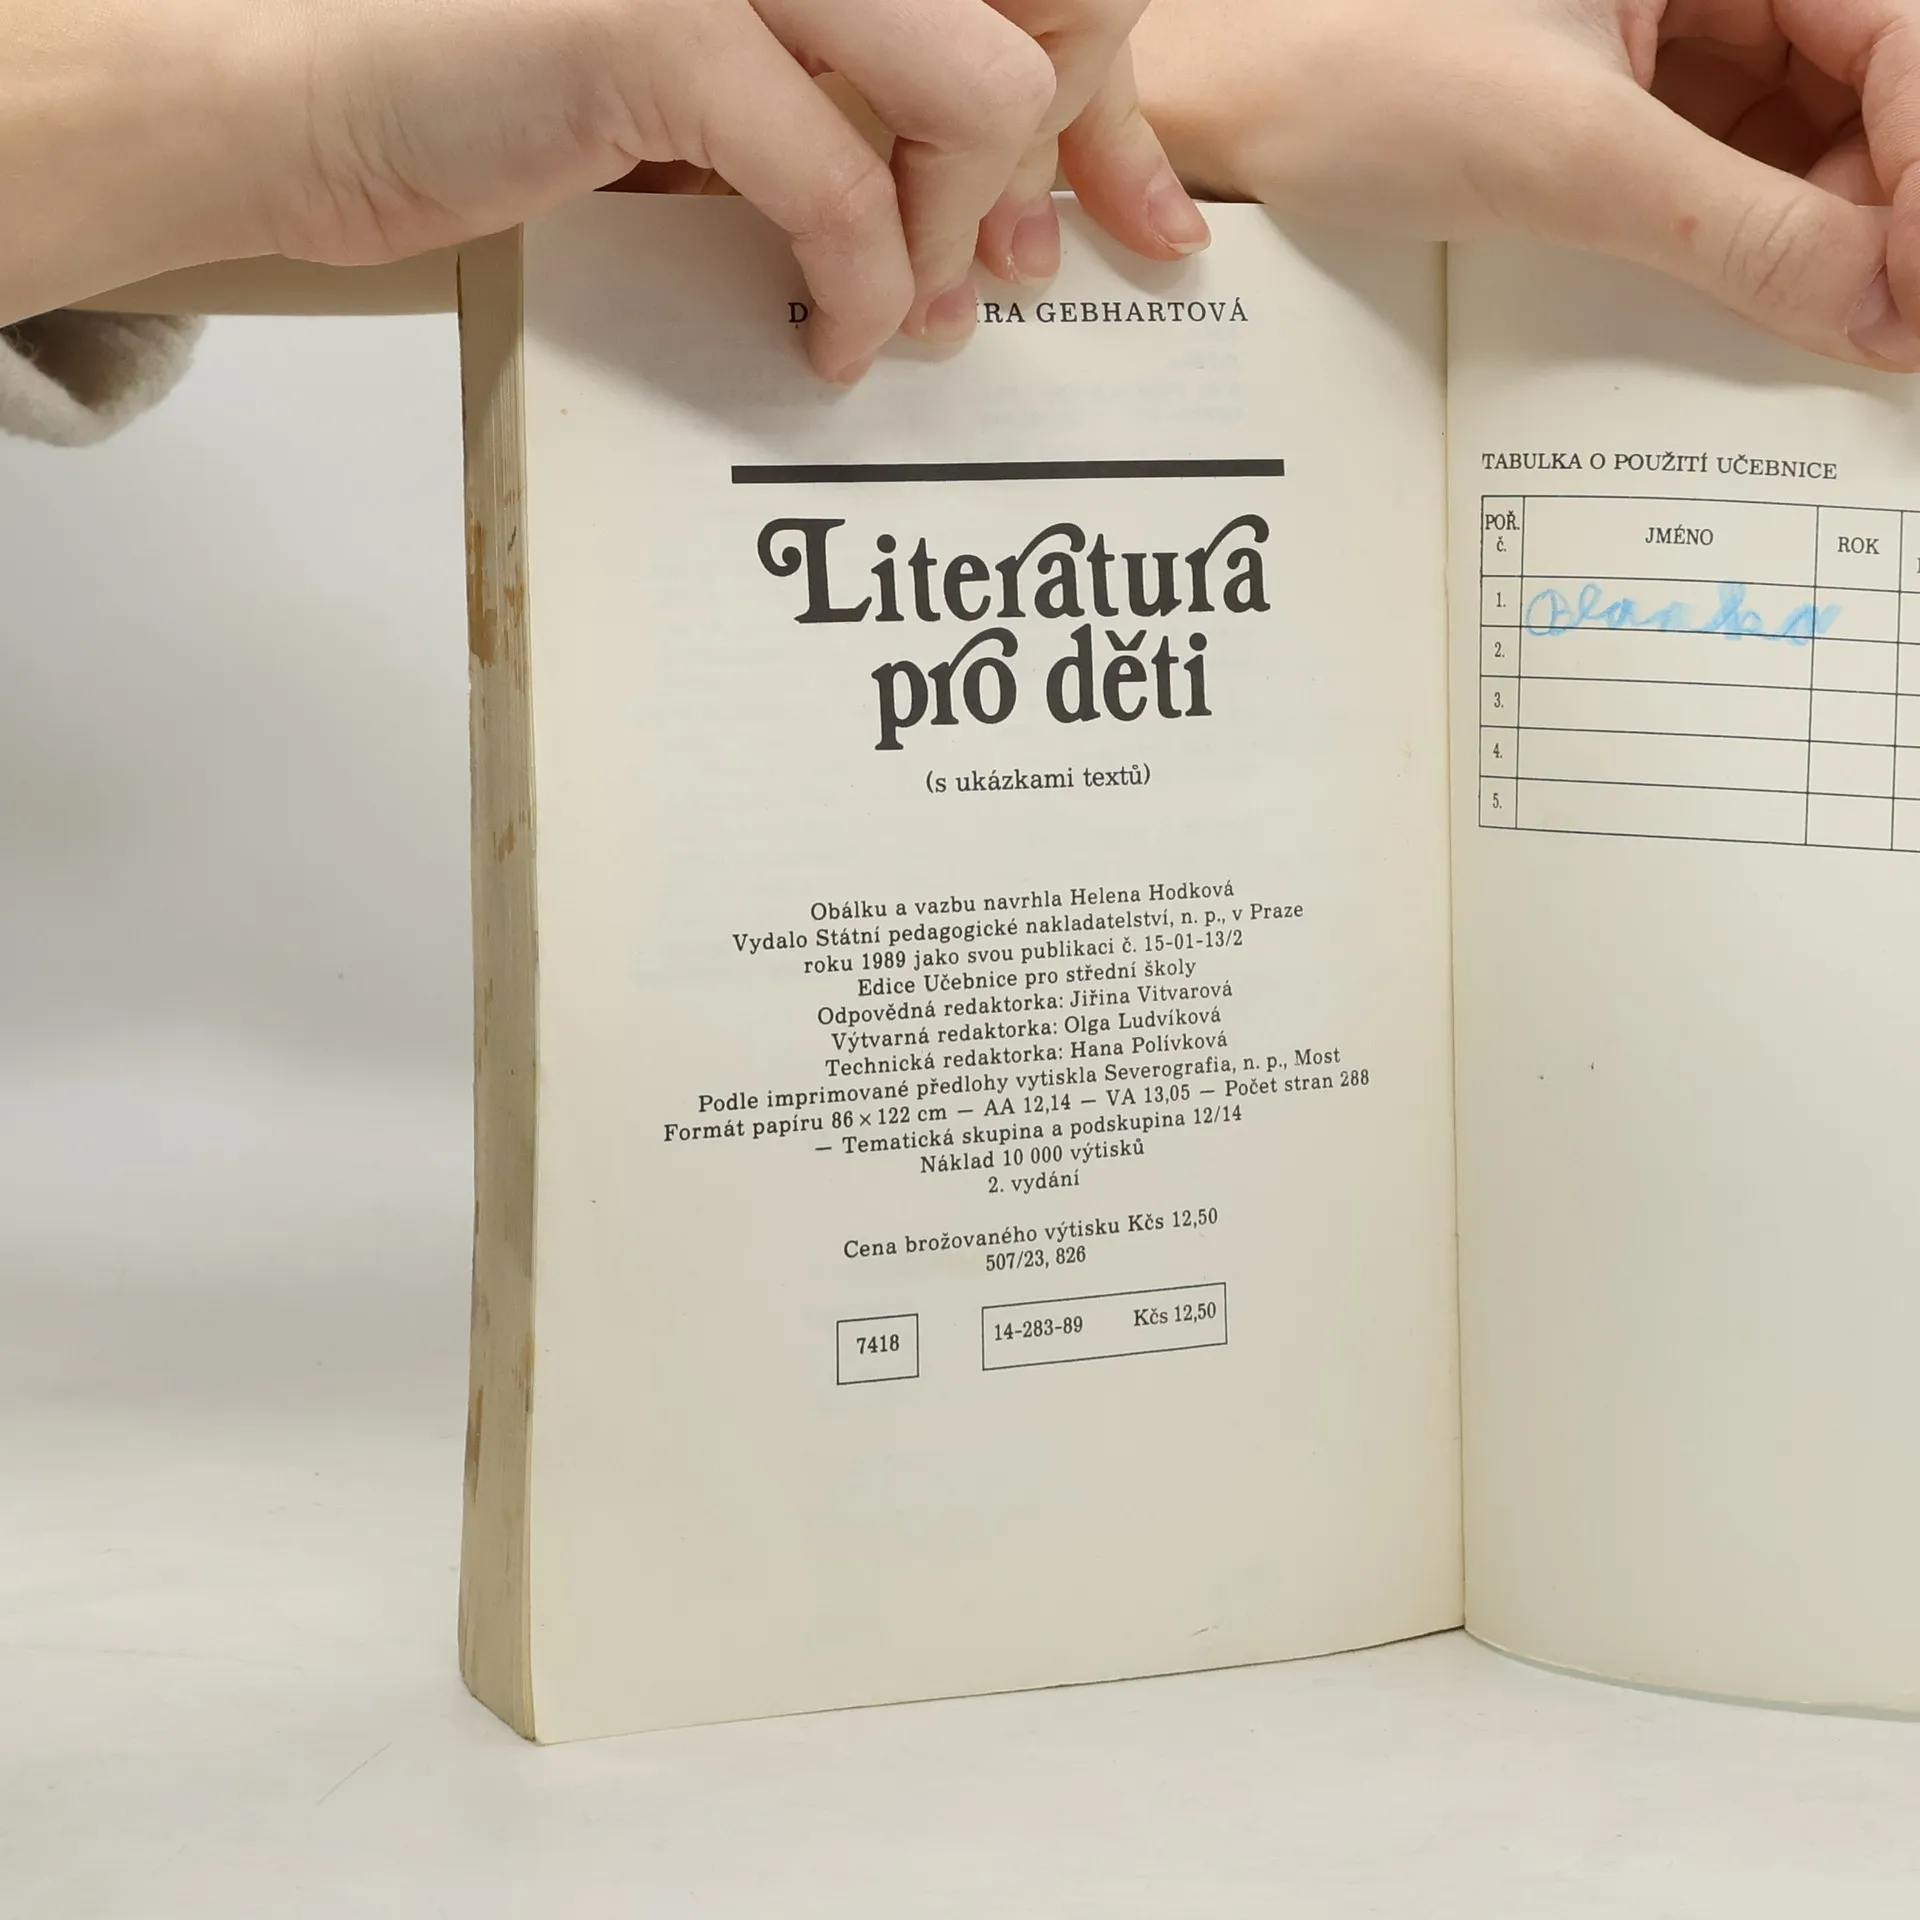 GEBHARTOVÁ
Literatura
pro děti
(s ukázkami textů)
Obálku a vazbu navrhla Helena Hodková
Vydalo Státní pedagogické nakladatelství, n. p., v Praze
roku 1989 jako svou publikaci č. 15-01-13/2
Edice Učebnice pro střední školy
Odpovědná redaktorka: Jiřina Vitvarová
Výtvarná redaktorka: Olga Ludvíková
Technická redaktorka: Hana Polívková
Podle imprimované předlohy vytiskla Severografia, n. p., Most
Formát papíru 86 × 122 cm — AA 12,14 — VA 13,05 — Počet stran 288
— Tematická skupina a podskupina 12/14
Náklad 10 000 výtisků
2. vydání
Cena brožovaného výtisku Kčs 12,50
507/23, 826
7418
14-283-89 Kčs 12,50
TABULKA O POUŽITÍ UČEBNICE
POŘ. č. JMÉNO ROK
1.
2.
3.
4.
5.